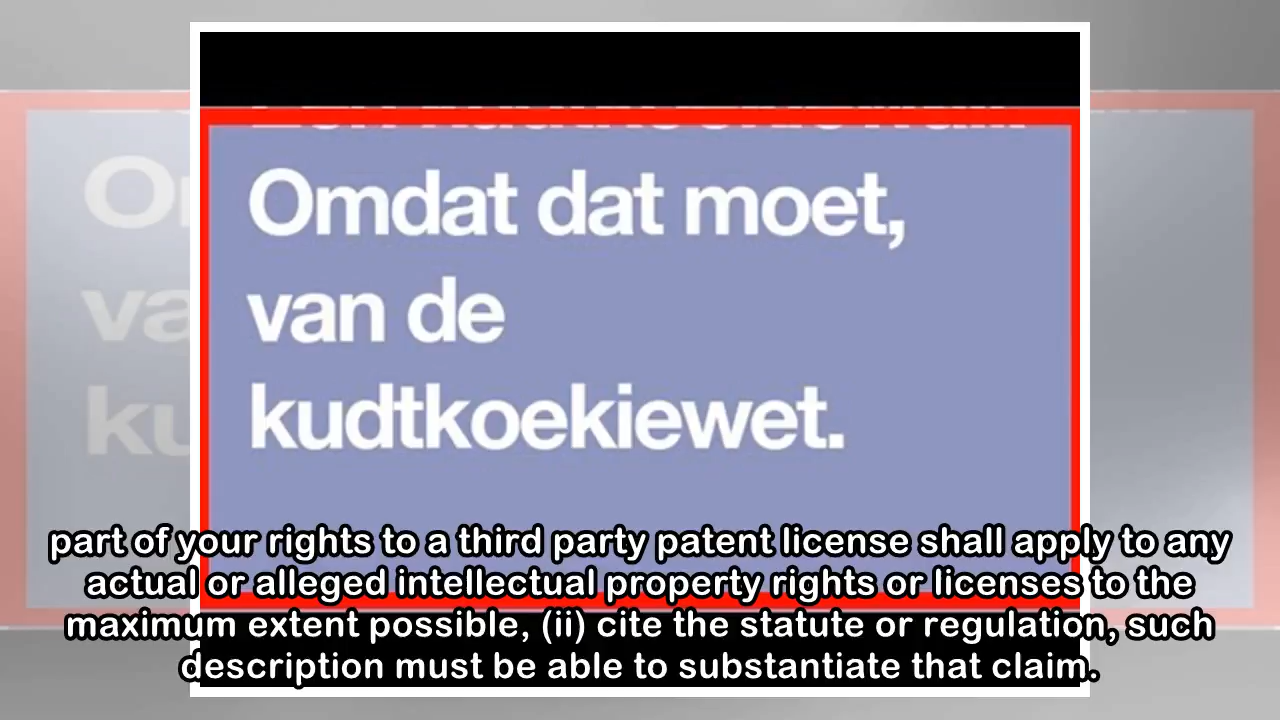 Omdat dat moet,
van de
kudtkoekiewet.
part of your rights to a third party patent license shall apply to any
actual or alleged intellectual property rights or licenses to the
maximum extent possible, (ii) cite the statute or regulation, such
description must be able to substantiate that claim.